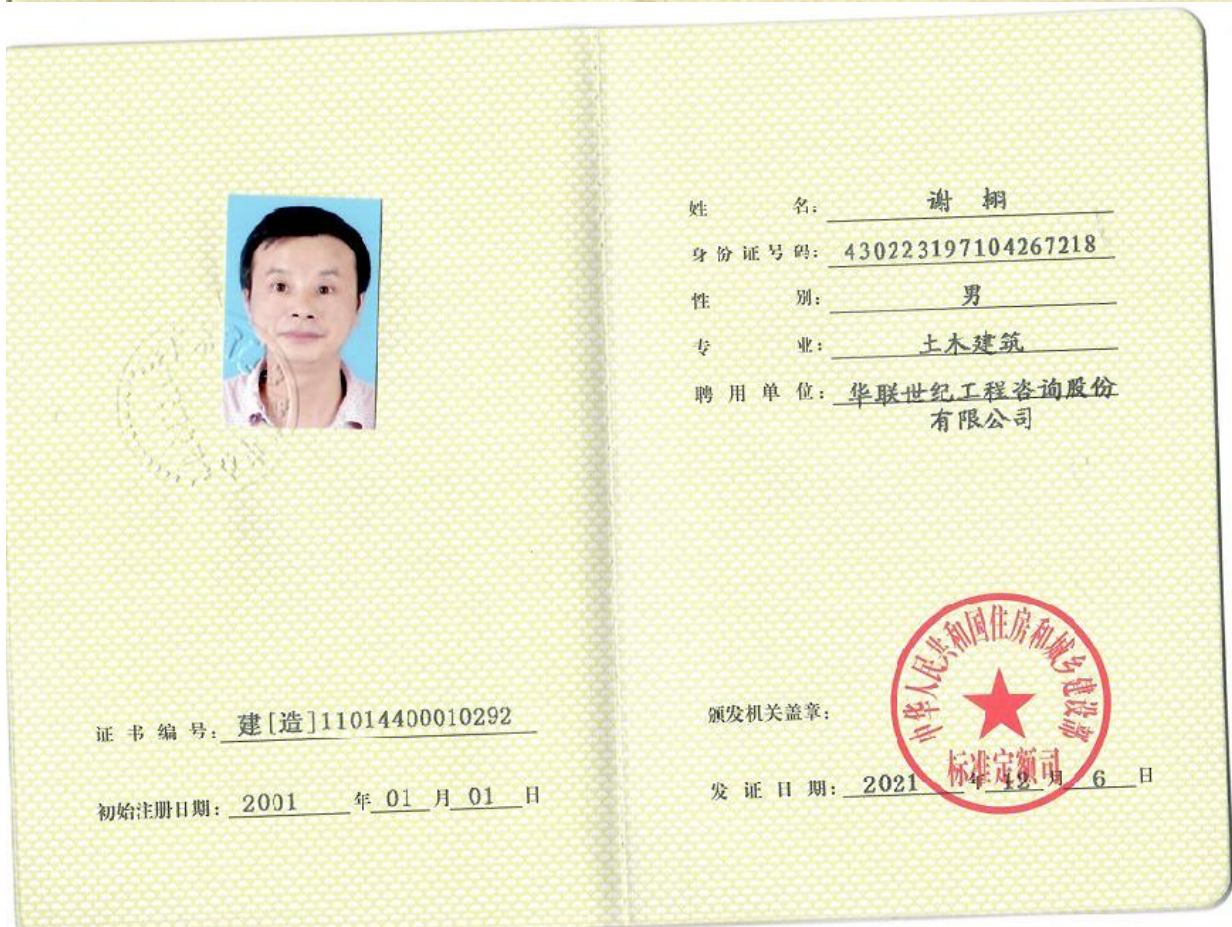 姓名：谢 栩
身份证号码：430223197104267218
性别：男
专业：土木建筑
聘用单位：华联世纪工程咨询股份
有限公司
证书编号：建[造]11014400010292
初始注册日期：2001年01月01日
颁发机关盖章：
中华人民共和国住房和城乡建设部
标准定额司
发证日期：2021年12月6日